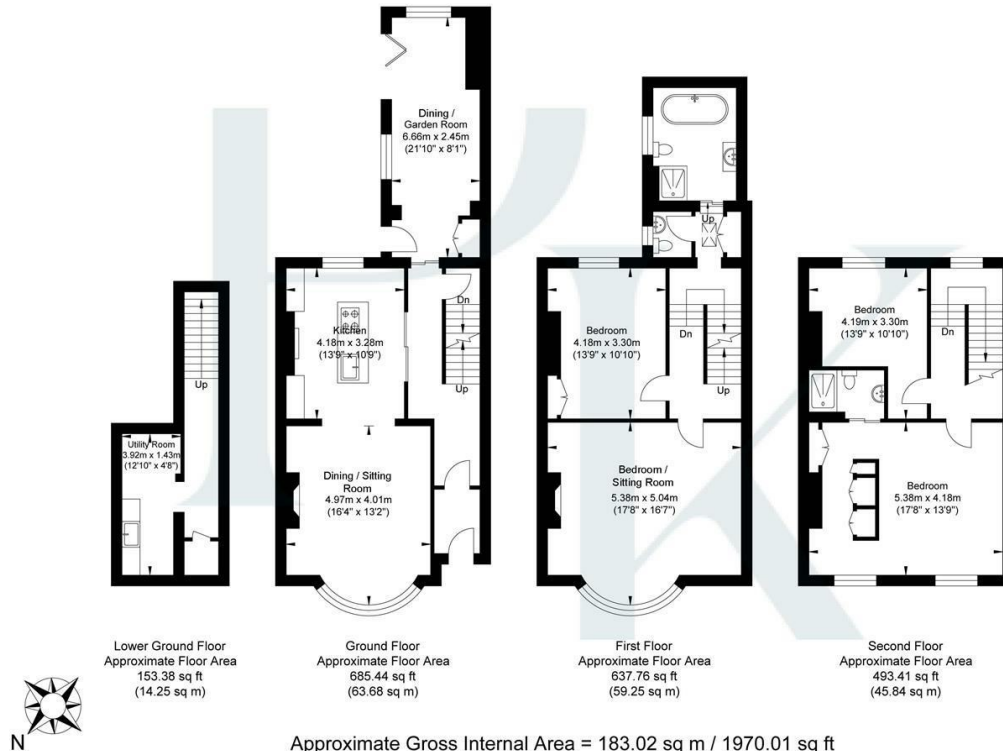 Dining /
Garden Room
6.66m x 2.45m
(21'10" x 8'1")
Up
Dn
Up
Kitchen
4.18m x 3.28m
(13'9" x 10'9")
Dining / Sitting
Room
4.97m x 4.01m
(16'4" x 13'2")
Up
Utility Room
3.92m x 1.43m
(12'10" x 4'8")
Bedroom
4.18m x 3.30m
(13'9" x 10'10")
Dn
Up
Bedroom /
Sitting Room
5.38m x 5.04m
(17'8" x 16'7")
Bedroom
4.19m x 3.30m
(13'9" x 10'10")
Dn
Bedroom
5.38m x 4.18m
(17'8" x 13'9")
Lower Ground Floor
Approximate Floor Area
153.38 sq ft
(14.25 sq m)
Ground Floor
Approximate Floor Area
685.44 sq ft
(63.68 sq m)
First Floor
Approximate Floor Area
637.76 sq ft
(59.25 sq m)
Second Floor
Approximate Floor Area
493.41 sq ft
(45.84 sq m)
N
Approximate Gross Internal Area = 183.02 sq m / 1970.01 sq ft